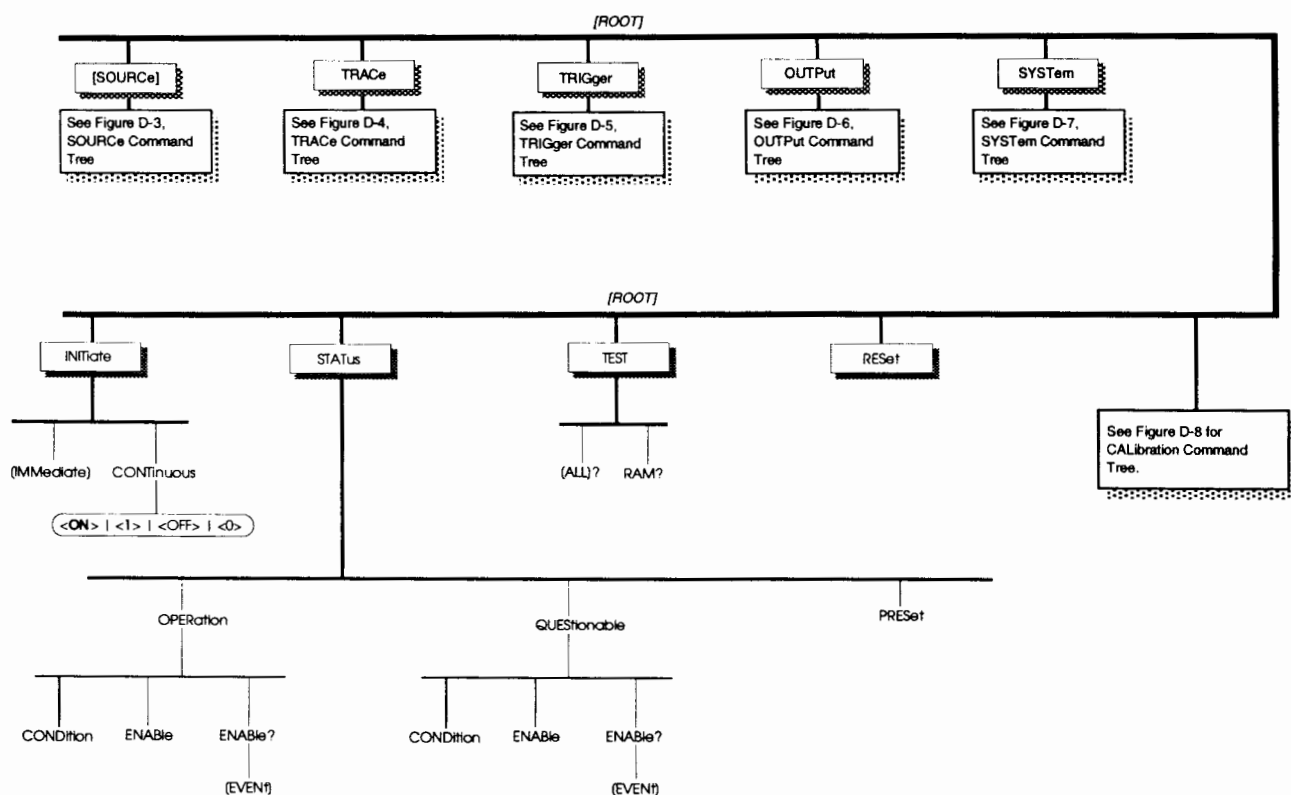 [ROOT]
[SOURCe]
TRACe
TRIGger
OUTPut
SYSTem
See Figure D-3,
SOURCe Command
Tree
See Figure D-4,
TRACe Command
Tree
See Figure D-5,
TRIGger Command
Tree
See Figure D-6,
OUTPut Command
Tree
See Figure D-7,
SYSTem Command
Tree
[ROOT]
INITiate
STATus
TEST
RESet
See Figure D-8 for
CALibration Command
Tree.
(IMMediate)
CONTinuous
(ALL)?
RAM?
<ON> | <1> | <OFF> | <0>
OPERation
QUEStionable
PRESet
CONDition
ENABle
ENABle?
CONDition
ENABle
ENABle?
(EVENt)
(EVENt)